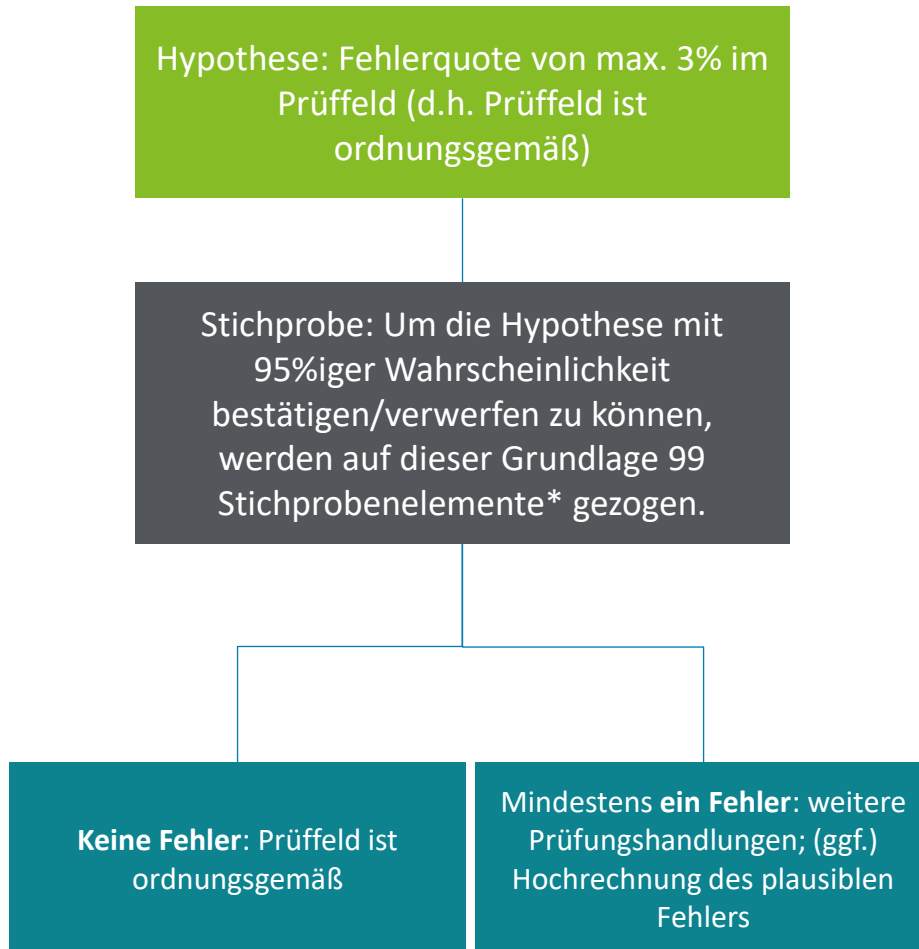 Hypothese: Fehlerquote von max. 3% im
Prüffeld (d.h. Prüffeld ist
ordnungsgemäß)
Stichprobe: Um die Hypothese mit
95%iger Wahrscheinlichkeit
bestätigen/verwerfen zu können,
werden auf dieser Grundlage 99
Stichprobenelemente* gezogen.
Keine Fehler: Prüffeld ist
ordnungsgemäß
Mindestens ein Fehler: weitere
Prüfungshandlungen; (ggf.)
Hochrechnung des plausiblen
Fehlers